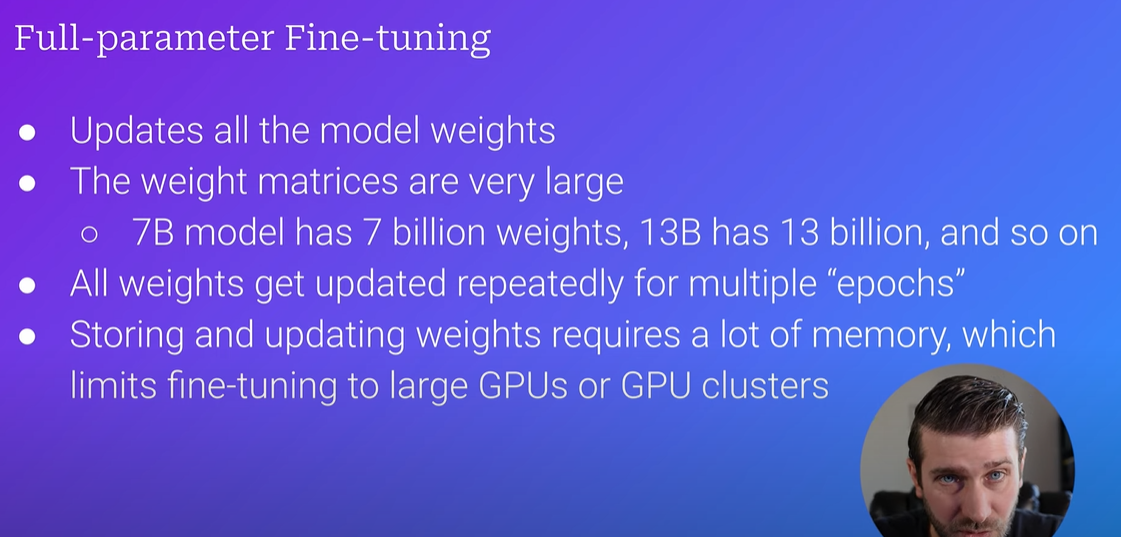 Full-parameter Fine-tuning
● Updates all the model weights
● The weight matrices are very large
○ 7B model has 7 billion weights, 13B has 13 billion, and so on
● All weights get updated repeatedly for multiple “epochs”
● Storing and updating weights requires a lot of memory, which
limits fine-tuning to large GPUs or GPU clusters